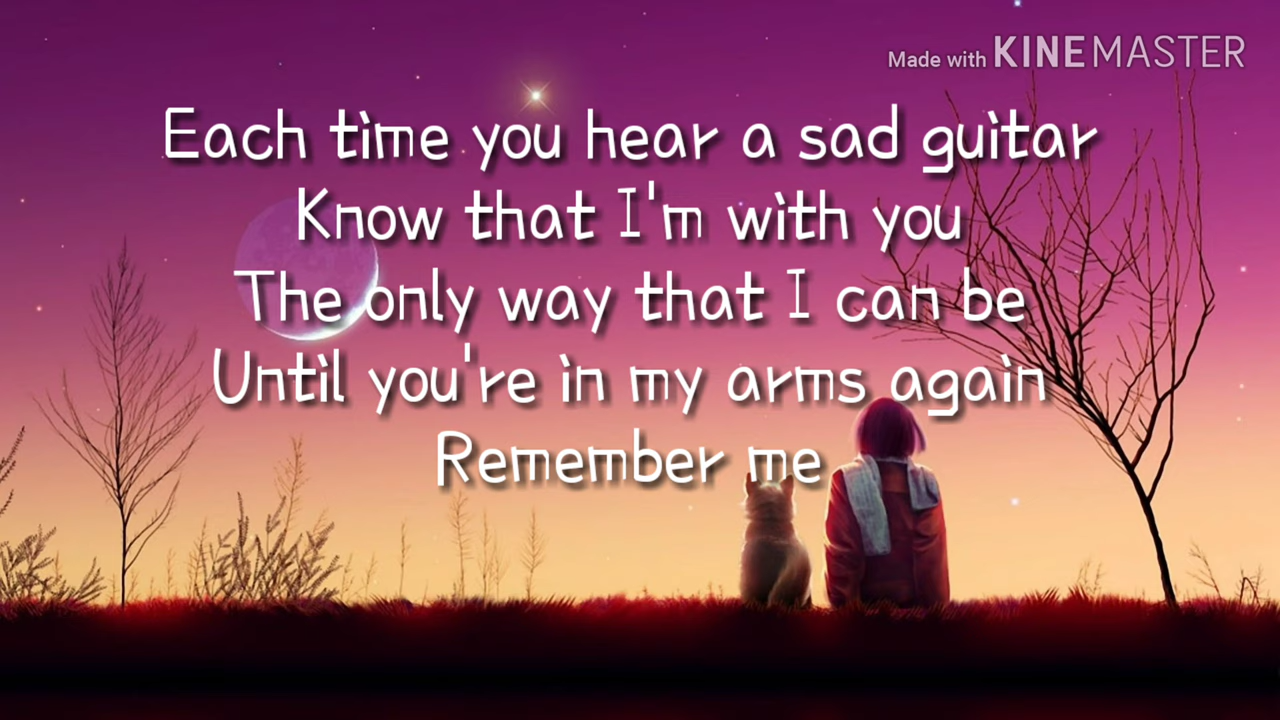 Made with KINEMASTER
Each time you hear a sad guitar
Know that I'm with you
The only way that I can be
Until you're in my arms again
Remember me